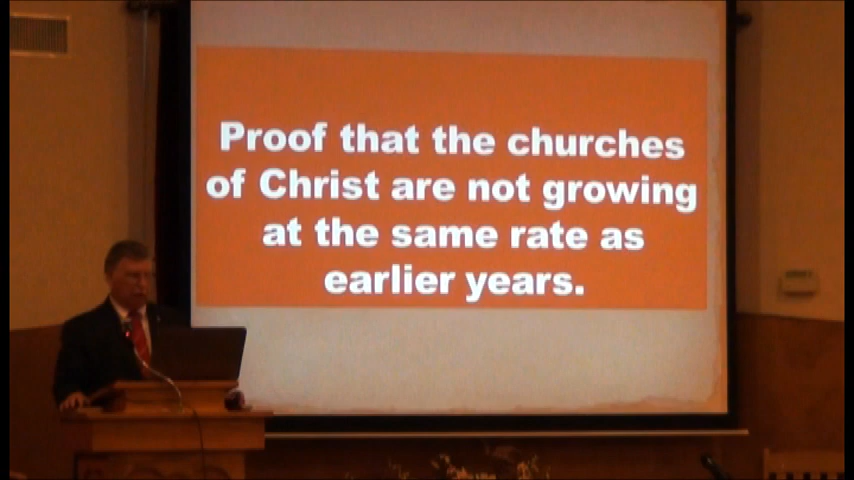 Proof that the churches
of Christ are not growing
at the same rate as
earlier years.